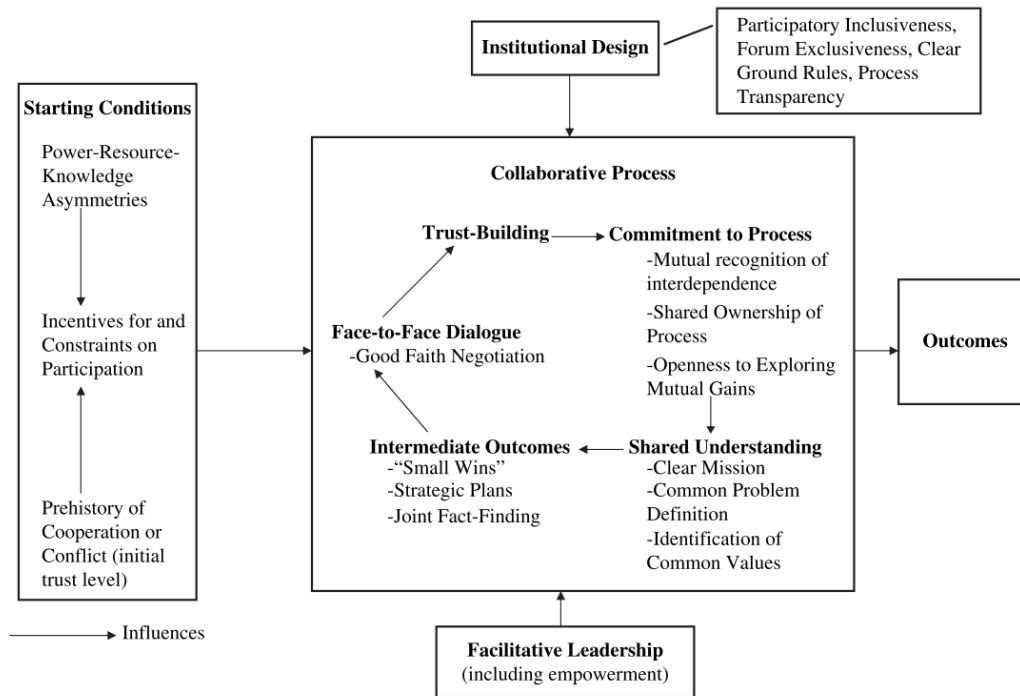 Institutional Design
Participatory Inclusiveness,
Forum Exclusiveness, Clear
Ground Rules, Process
Transparency
Starting Conditions
Power-Resource-
Knowledge
Asymmetries
Incentives for and
Constraints on
Participation
Prehistory of
Cooperation or
Conflict (initial
trust level)
Influences
Collaborative Process
Trust-Building
Commitment to Process
-Mutual recognition of
interdependence
-Shared Ownership of
Process
-Openness to Exploring
Mutual Gains
Face-to-Face Dialogue
-Good Faith Negotiation
Intermediate Outcomes
-“Small Wins”
-Strategic Plans
-Joint Fact-Finding
Shared Understanding
-Clear Mission
-Common Problem
Definition
-Identification of
Common Values
Outcomes
Facilitative Leadership
(including empowerment)